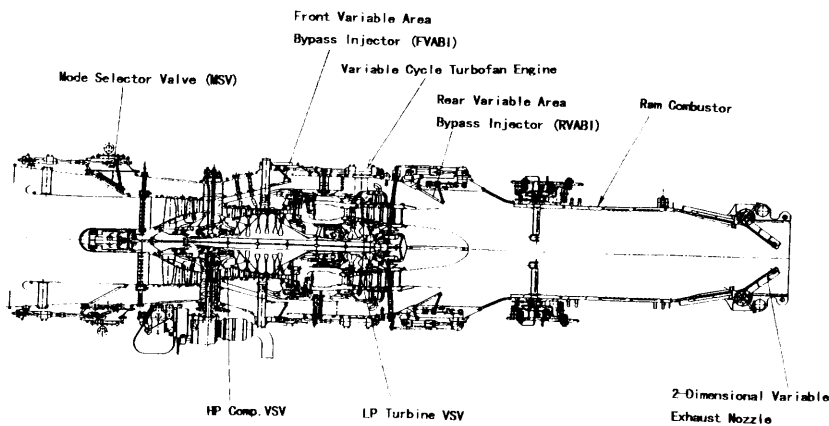 Front Variable Area
Bypass Injector (FVABI)
Mode Selector Valve (MSV)
Variable Cycle Turbofan Engine
Rear Variable Area
Bypass Injector (RVABI)
Ram Combustor
HP Comp.VSV
LP Turbine VSV
2-Dimensional Variable
Exhaust Nozzle